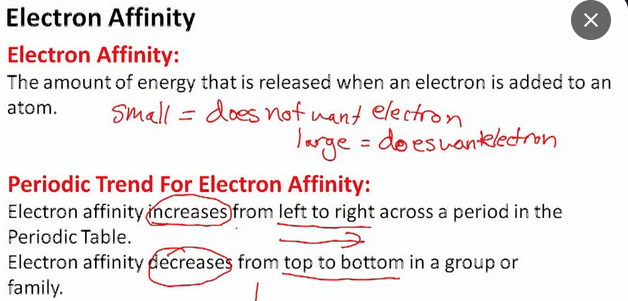 Electron Affinity
Electron Affinity:
The amount of energy that is released when an electron is added to an
atom.
small = does not want electron
large = does want electron
Periodic Trend For Electron Affinity:
Electron affinity increases from left to right across a period in the
Periodic Table.
Electron affinity decreases from top to bottom in a group or
family.